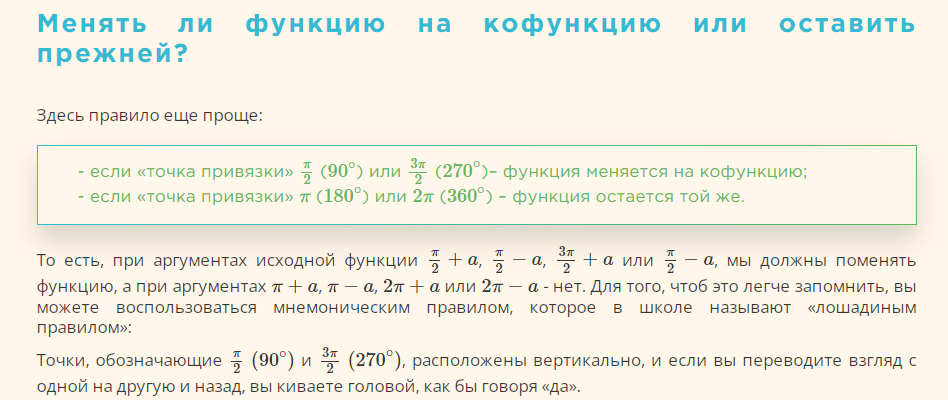 Менять ли функцию на кофункцию или оставить
прежней?
Здесь правило еще проще:
- если «точка привязки» π/2 (90°) или 3π/2 (270°)– функция меняется на кофункцию;
- если «точка привязки» π (180°) или 2π (360°) – функция остается той же.
То есть, при аргументах исходной функции π/2 + a, π/2 − a, 3π/2 + a или π/2 − a, мы должны поменять
функцию, а при аргументах π + a, π − a, 2π + a или 2π − a - нет. Для того, чтоб это легче запомнить, вы
можете воспользоваться мнемоническим правилом, которое в школе называют «лошадиным
правилом»:
Точки, обозначающие π/2 (90°) и 3π/2 (270°), расположены вертикально, и если вы переводите взгляд с
одной на другую и назад, вы киваете головой, как бы говоря «да».